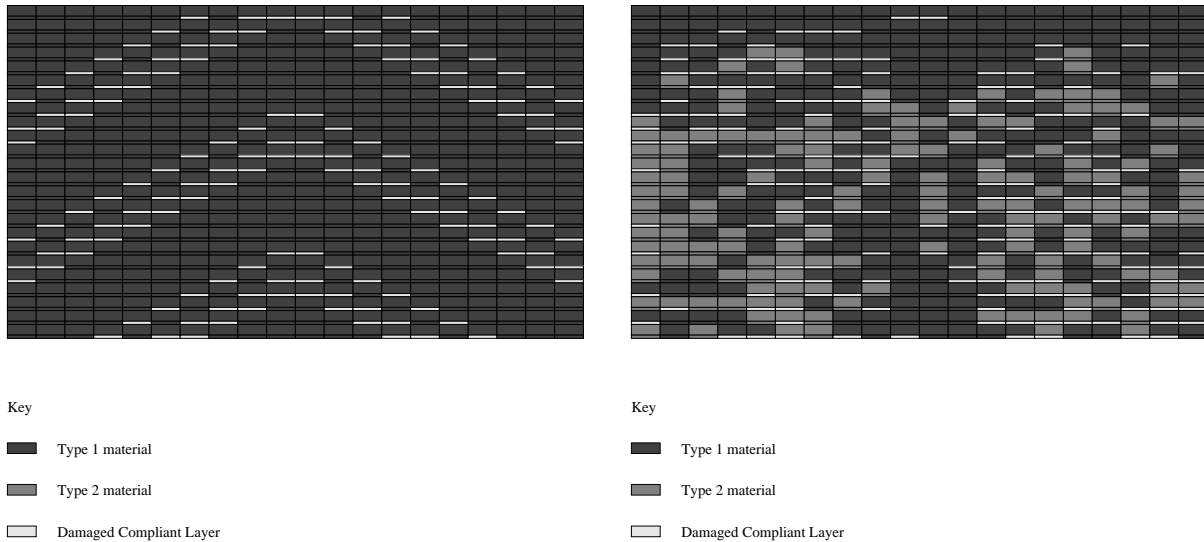 Key
Type 1 material
Type 2 material
Damaged Compliant Layer
Key
Type 1 material
Type 2 material
Damaged Compliant Layer